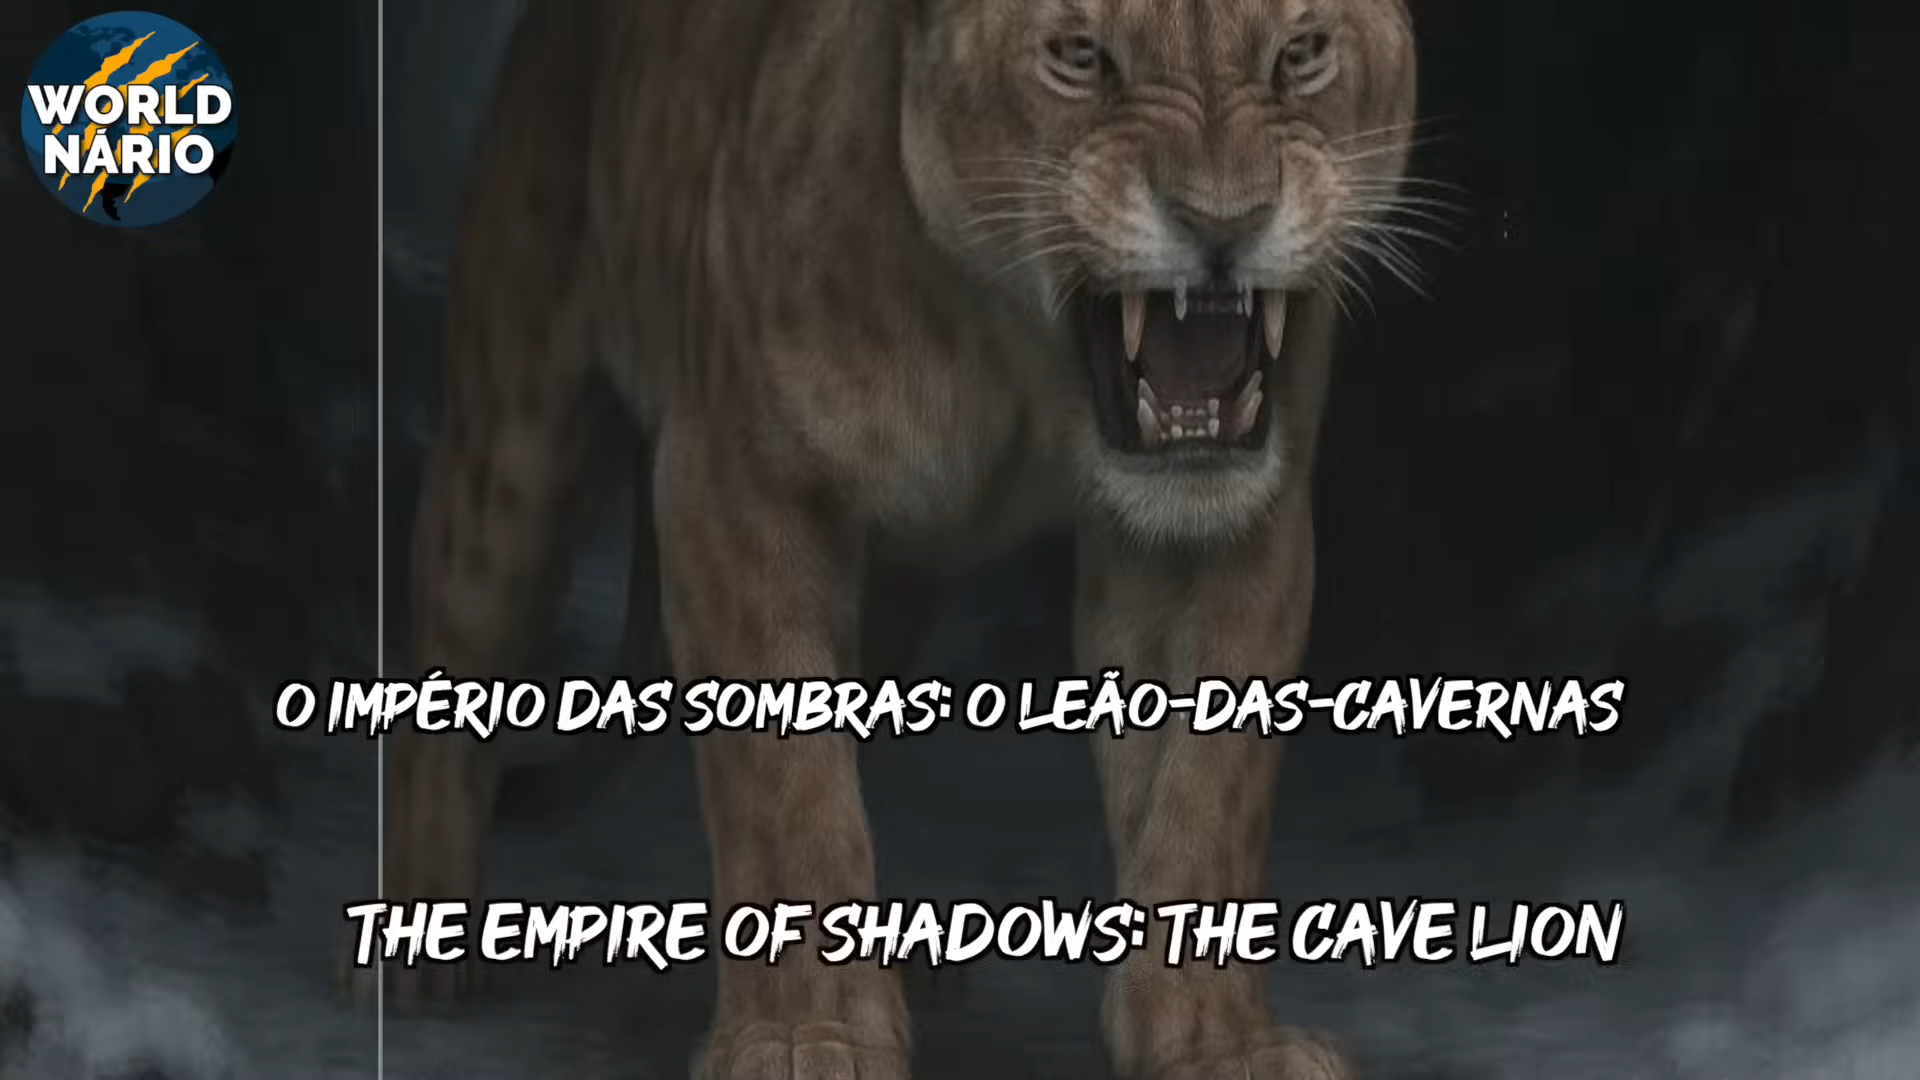 WORLD
NÁRIO
O IMPÉRIO DAS SOMBRAS: O LEÃO-DAS-CAVERNAS
THE EMPIRE OF SHADOWS: THE CAVE LION